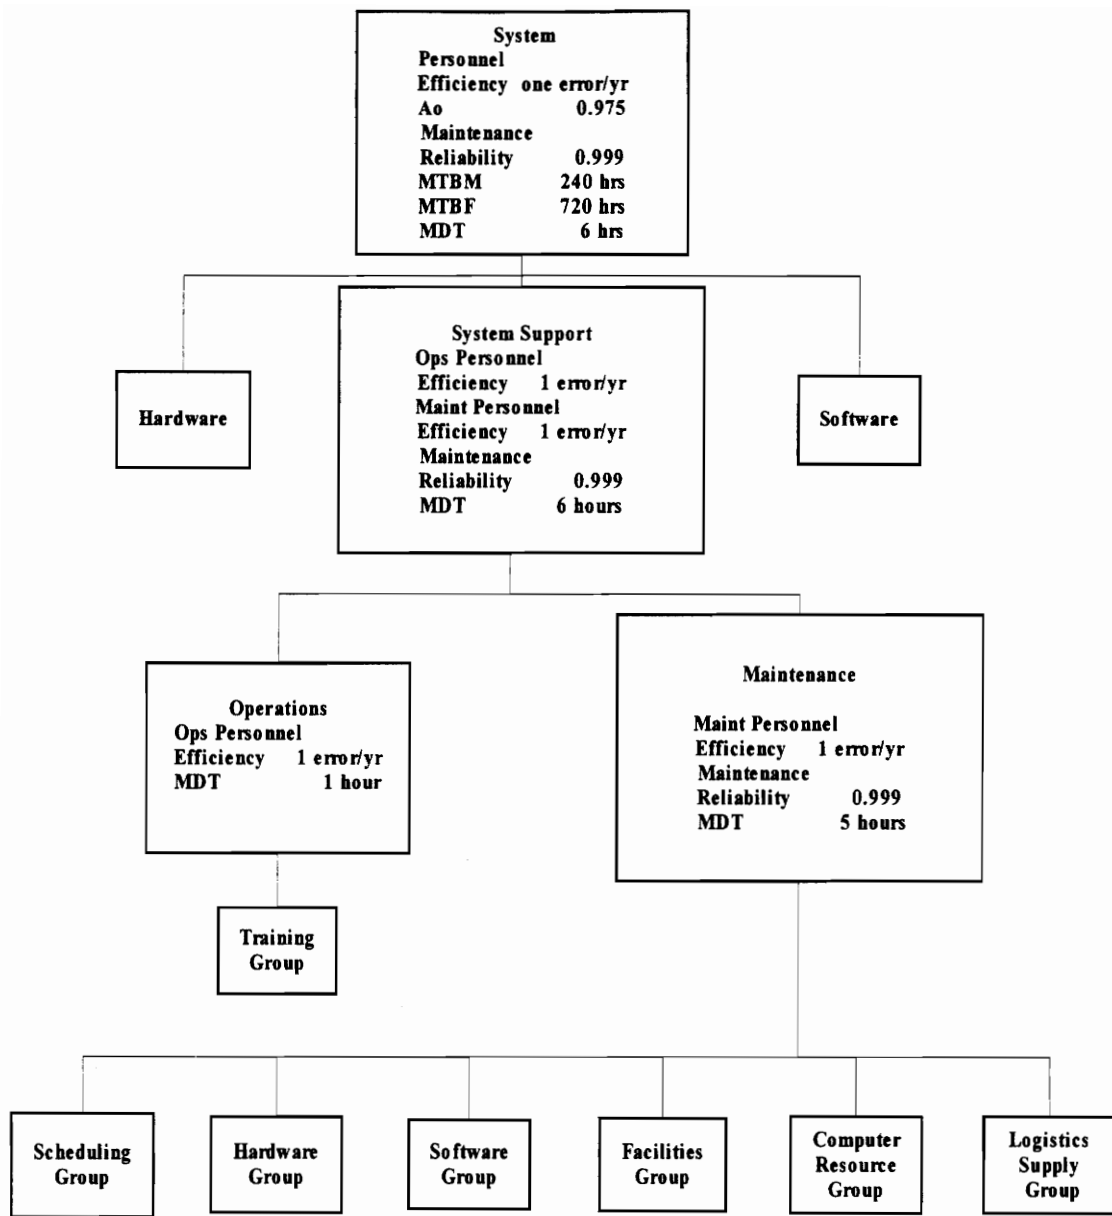 System
Personnel
Efficiency one error/yr
Ao 0.975
Maintenance
Reliability 0.999
MTBM 240 hrs
MTBF 720 hrs
MDT 6 hrs
System Support
Ops Personnel
Efficiency 1 error/yr
Maint Personnel
Efficiency 1 error/yr
Maintenance
Reliability 0.999
MDT 6 hours
Hardware
Software
Operations
Ops Personnel
Efficiency 1 error/yr
MDT 1 hour
Maintenance
Maint Personnel
Efficiency 1 error/yr
Maintenance
Reliability 0.999
MDT 5 hours
Training
Group
Scheduling
Group
Hardware
Group
Software
Group
Facilities
Group
Computer
Resource
Group
Logistics
Supply
Group